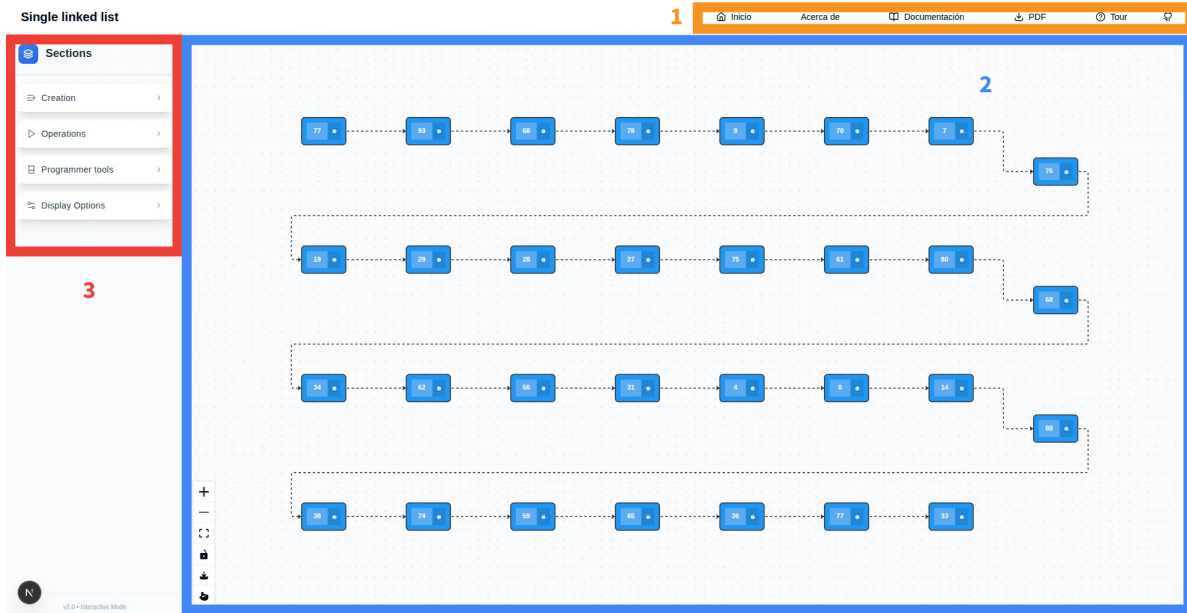 Single linked list
1
Inicio
Acerca de
Documentación
PDF
Tour
Sections
Creation
Operations
Programmer tools
Display Options
3
2
77 93 68 78 9 70 7
76
19 29 28 27 75 61 80
68
34 62 56 31 4 0 14
88
38 74 59 65 36 77 33
N
v2.0 • Interactive Mode